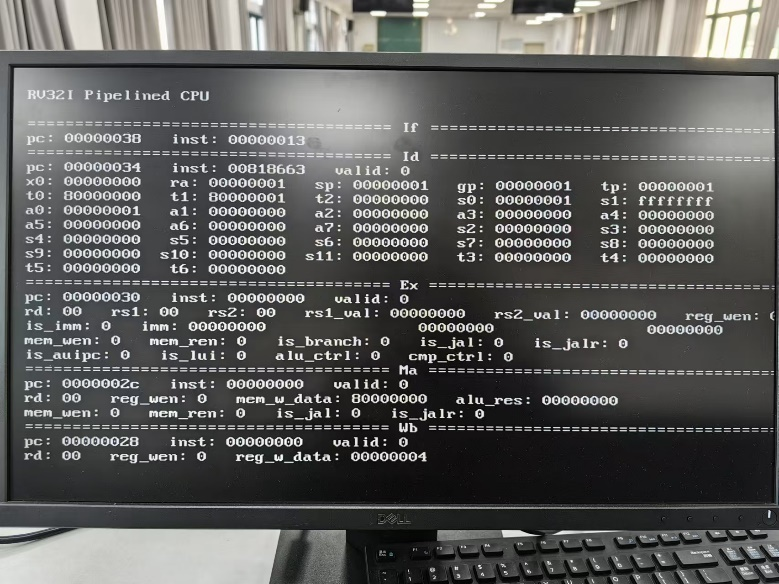 RV32I Pipelined CPU
======================================== If ======================================
pc: 00000038 inst: 00000013
======================================== Id ======================================
pc: 00000034 inst: 00818663 valid: 0
x0: 00000000 ra: 00000001 sp: 00000001 gp: 00000001 tp: 00000001
t0: 80000000 t1: 80000001 t2: 00000000 s0: 00000001 s1: ffffffff
a0: 00000001 a1: 00000000 a2: 00000000 a3: 00000000 a4: 00000000
a5: 00000000 a6: 00000000 a7: 00000000 s2: 00000000 s3: 00000000
s4: 00000000 s5: 00000000 s6: 00000000 s7: 00000000 s8: 00000000
s9: 00000000 s10: 00000000 s11: 00000000 t3: 00000000 t4: 00000000
t5: 00000000 t6: 00000000
======================================== Ex ======================================
pc: 00000030 inst: 00000000 valid: 0
rd: 00 rs1: 00 rs2: 00 rs1_val: 00000000 rs2_val: 00000000 reg_wen:
is_imm: 0 imm: 00000000 00000000 00000000
mem_wen: 0 mem_ren: 0 is_branch: 0 is_jal: 0 is_jalr: 0
is_auipc: 0 is_lui: 0 alu_ctrl: 0 cmp_ctrl: 0
======================================== Ma ======================================
pc: 0000002c inst: 00000000 valid: 0
rd: 00 reg_wen: 0 mem_w_data: 80000000 alu_res: 00000000
mem_wen: 0 mem_ren: 0 is_jal: 0 is_jalr: 0
======================================== Wb ======================================
pc: 00000028 inst: 00000000 valid: 0
rd: 00 reg_wen: 0 reg_w_data: 00000004
DELL